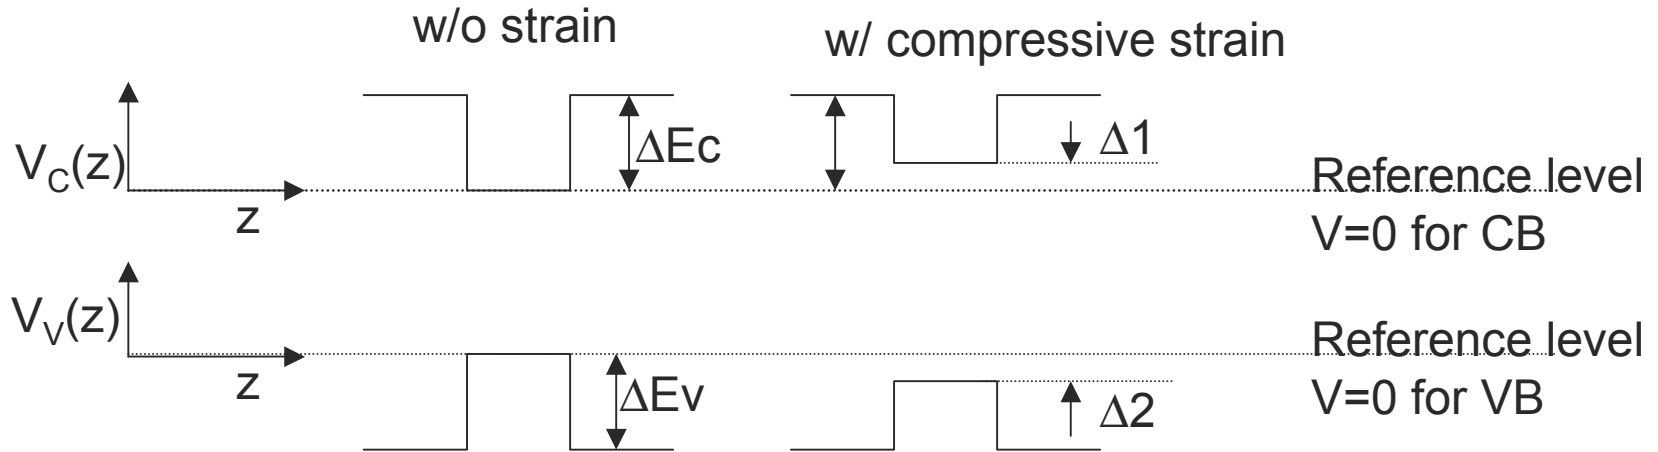 w/o strain
w/ compressive strain
V_C(z)
ΔEc
Δ1
z
Reference level
V=0 for CB
V_V(z)
z
ΔEv
Δ2
Reference level
V=0 for VB